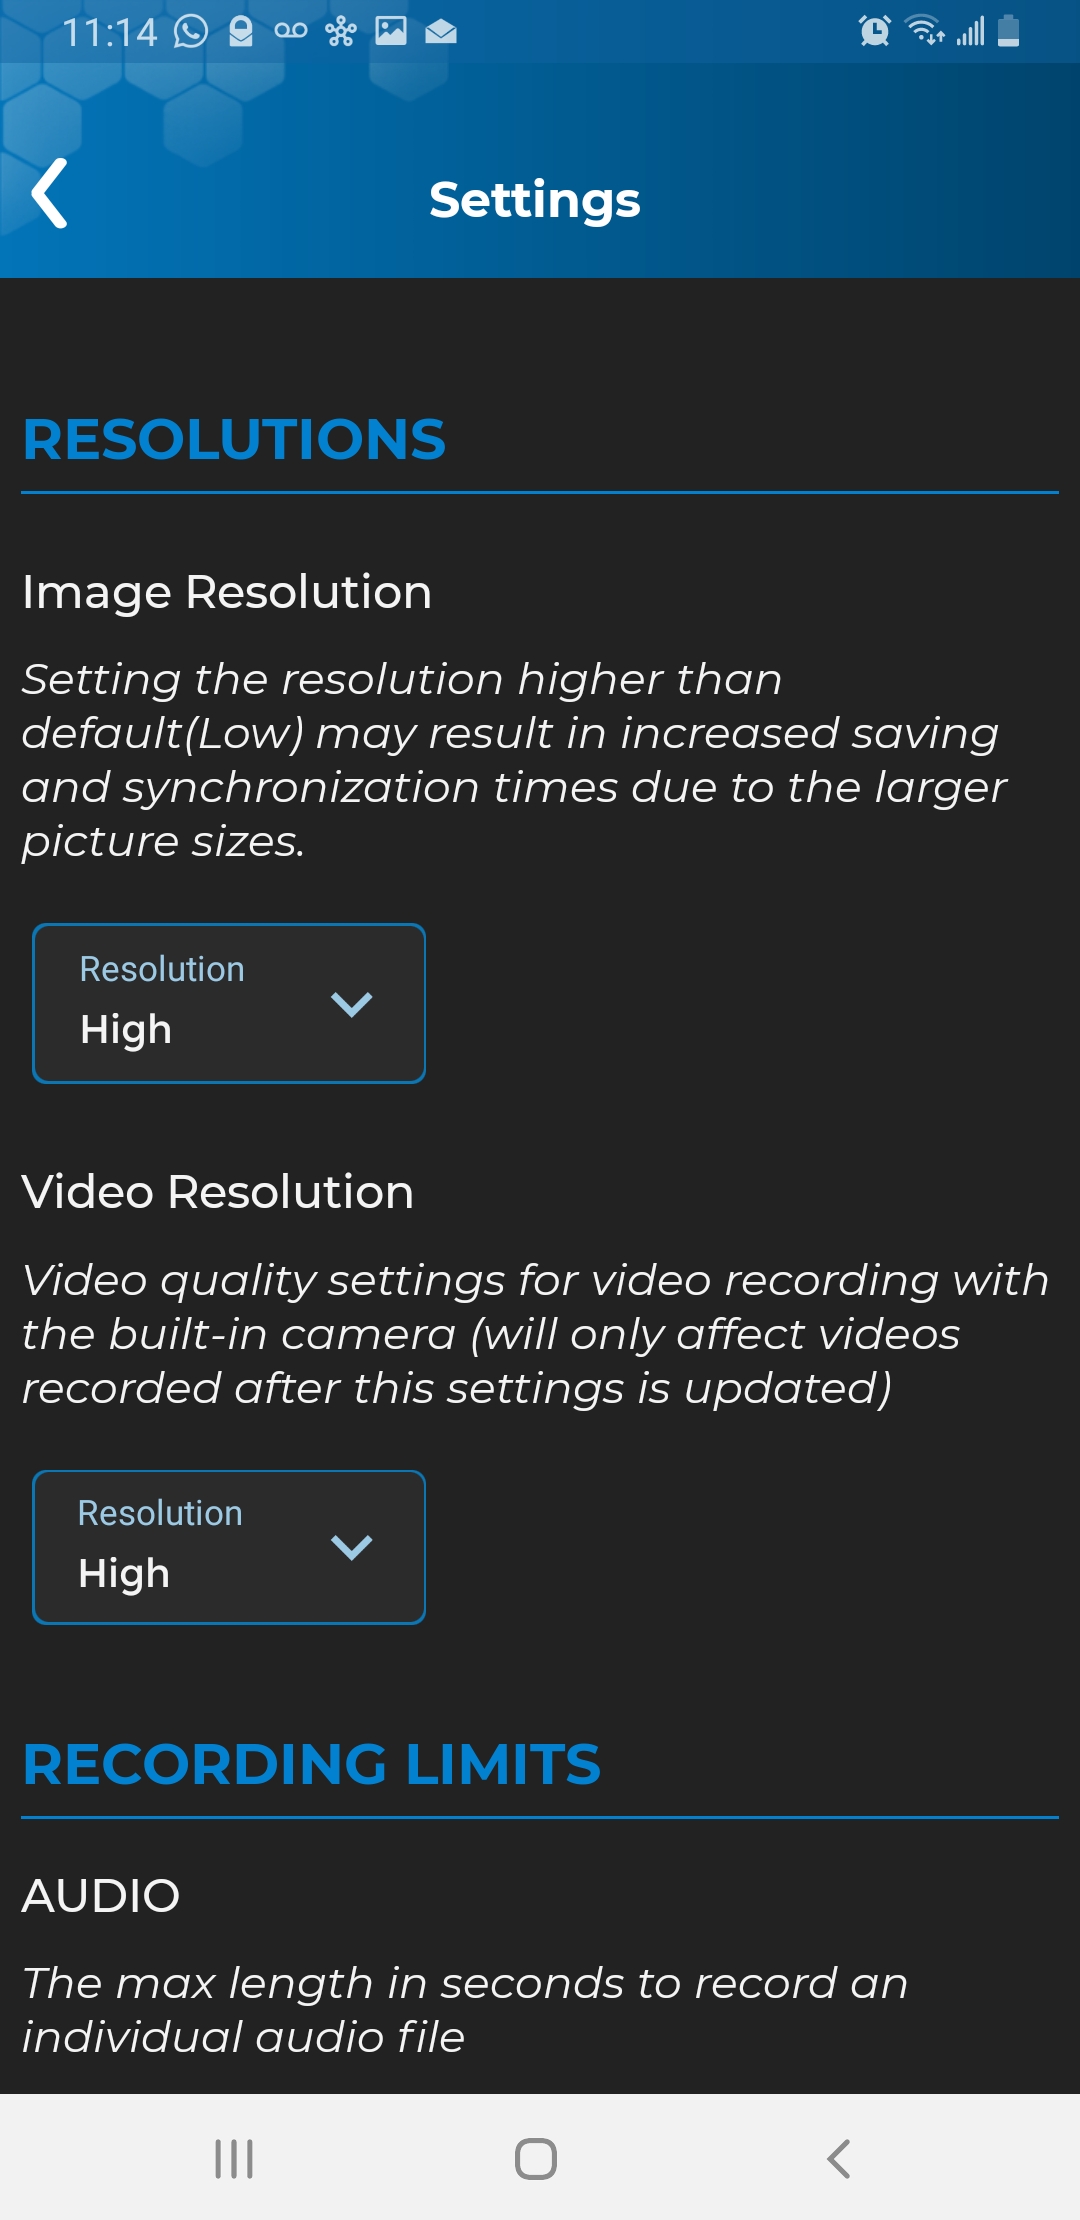 11:14
Settings
RESOLUTIONS
Image Resolution
Setting the resolution higher than
default(Low) may result in increased saving
and synchronization times due to the larger
picture sizes.
Resolution
High
Video Resolution
Video quality settings for video recording with
the built-in camera (will only affect videos
recorded after this settings is updated)
Resolution
High
RECORDING LIMITS
AUDIO
The max length in seconds to record an
individual audio file